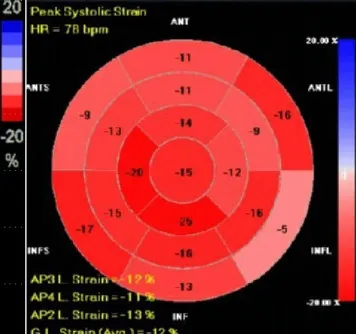 20
Peak Systolic Strain
HR = 78 bpm
ANT
20.00 %
-11
ANTS
ANTL
-11
-9
-16
-14
-13
-9
-20
-20
-15
-12
%
-15
-16
-17
-25
-5
-16
INFS
INFL
-13
AP3 L. Strain = -12 %
AP4 L. Strain = -11 %
-20.00 %
AP2 L. Strain = -13 %
INF
G.L. Strain (Avg.) = -12 %